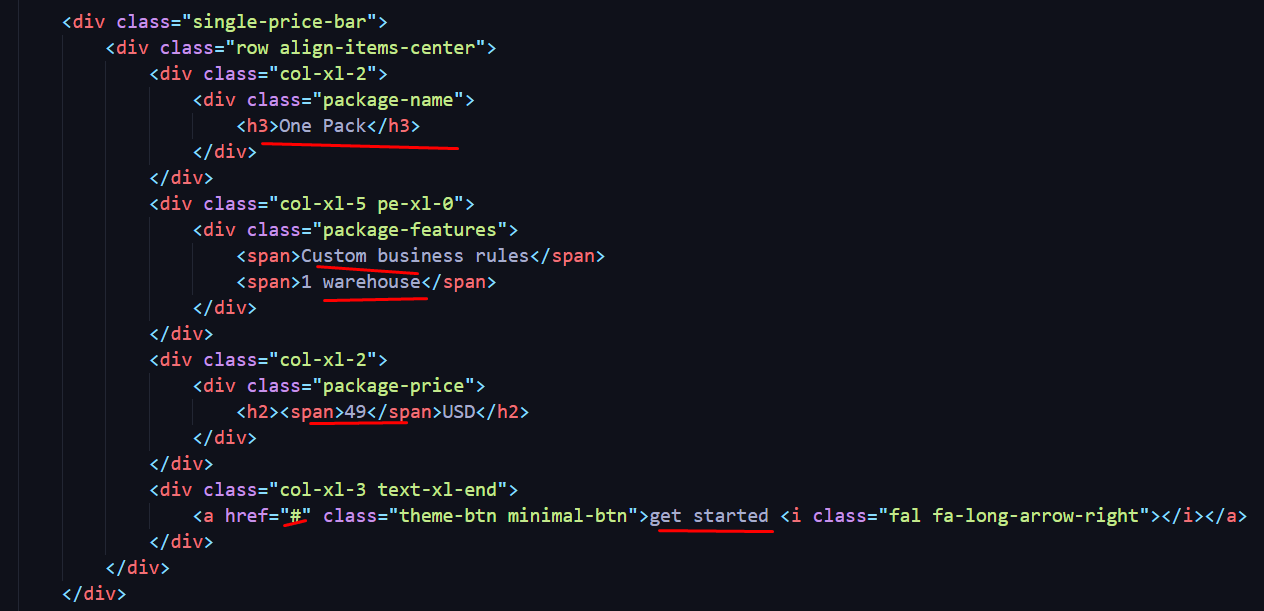 <div class="single-price-bar">
<div class="row align-items-center">
<div class="col-xl-2">
<div class="package-name">
<h3>One Pack</h3>
</div>
</div>
<div class="col-xl-5 pe-xl-0">
<div class="package-features">
<span>Custom business rules</span>
<span>1 warehouse</span>
</div>
</div>
<div class="col-xl-2">
<div class="package-price">
<h2><span>49</span>USD</h2>
</div>
</div>
<div class="col-xl-3 text-xl-end">
<a href="#" class="theme-btn minimal-btn">get started <i class="fal fa-long-arrow-right"></i></a>
</div>
</div>
</div>